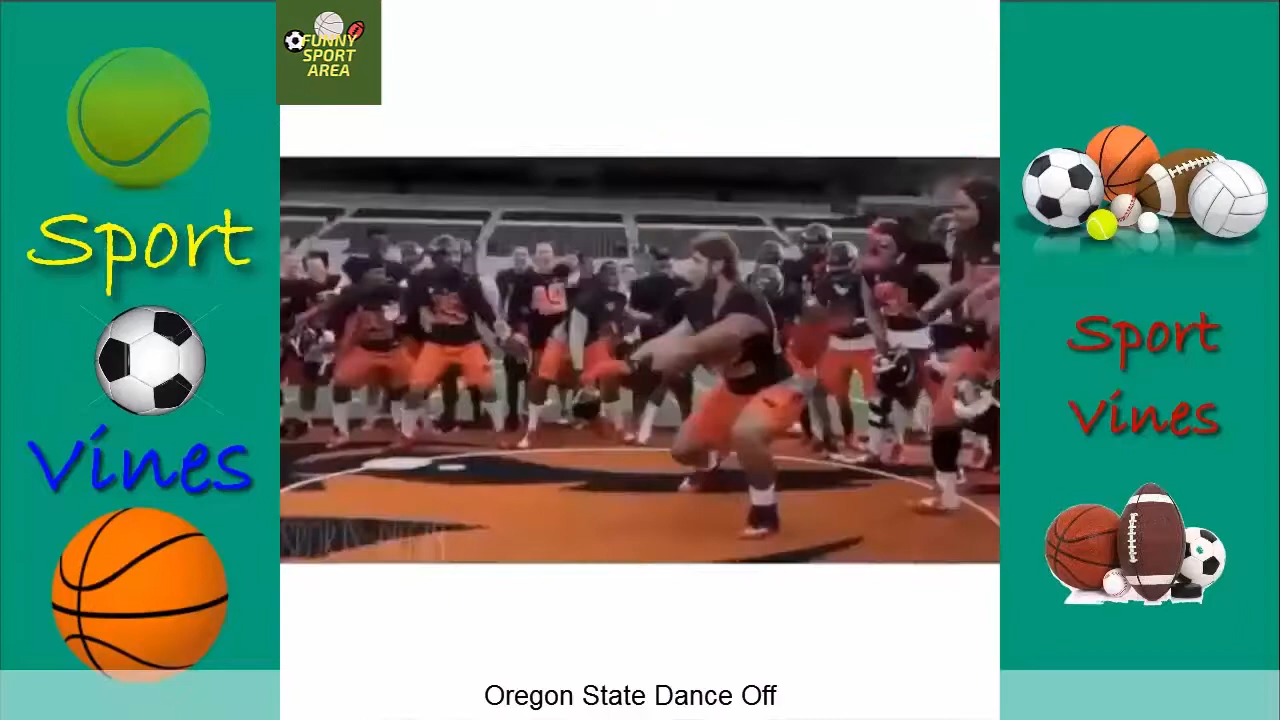 FUNNY
SPORT
AREA
Sport
Vines
Sport
Vines
Oregon State Dance Off